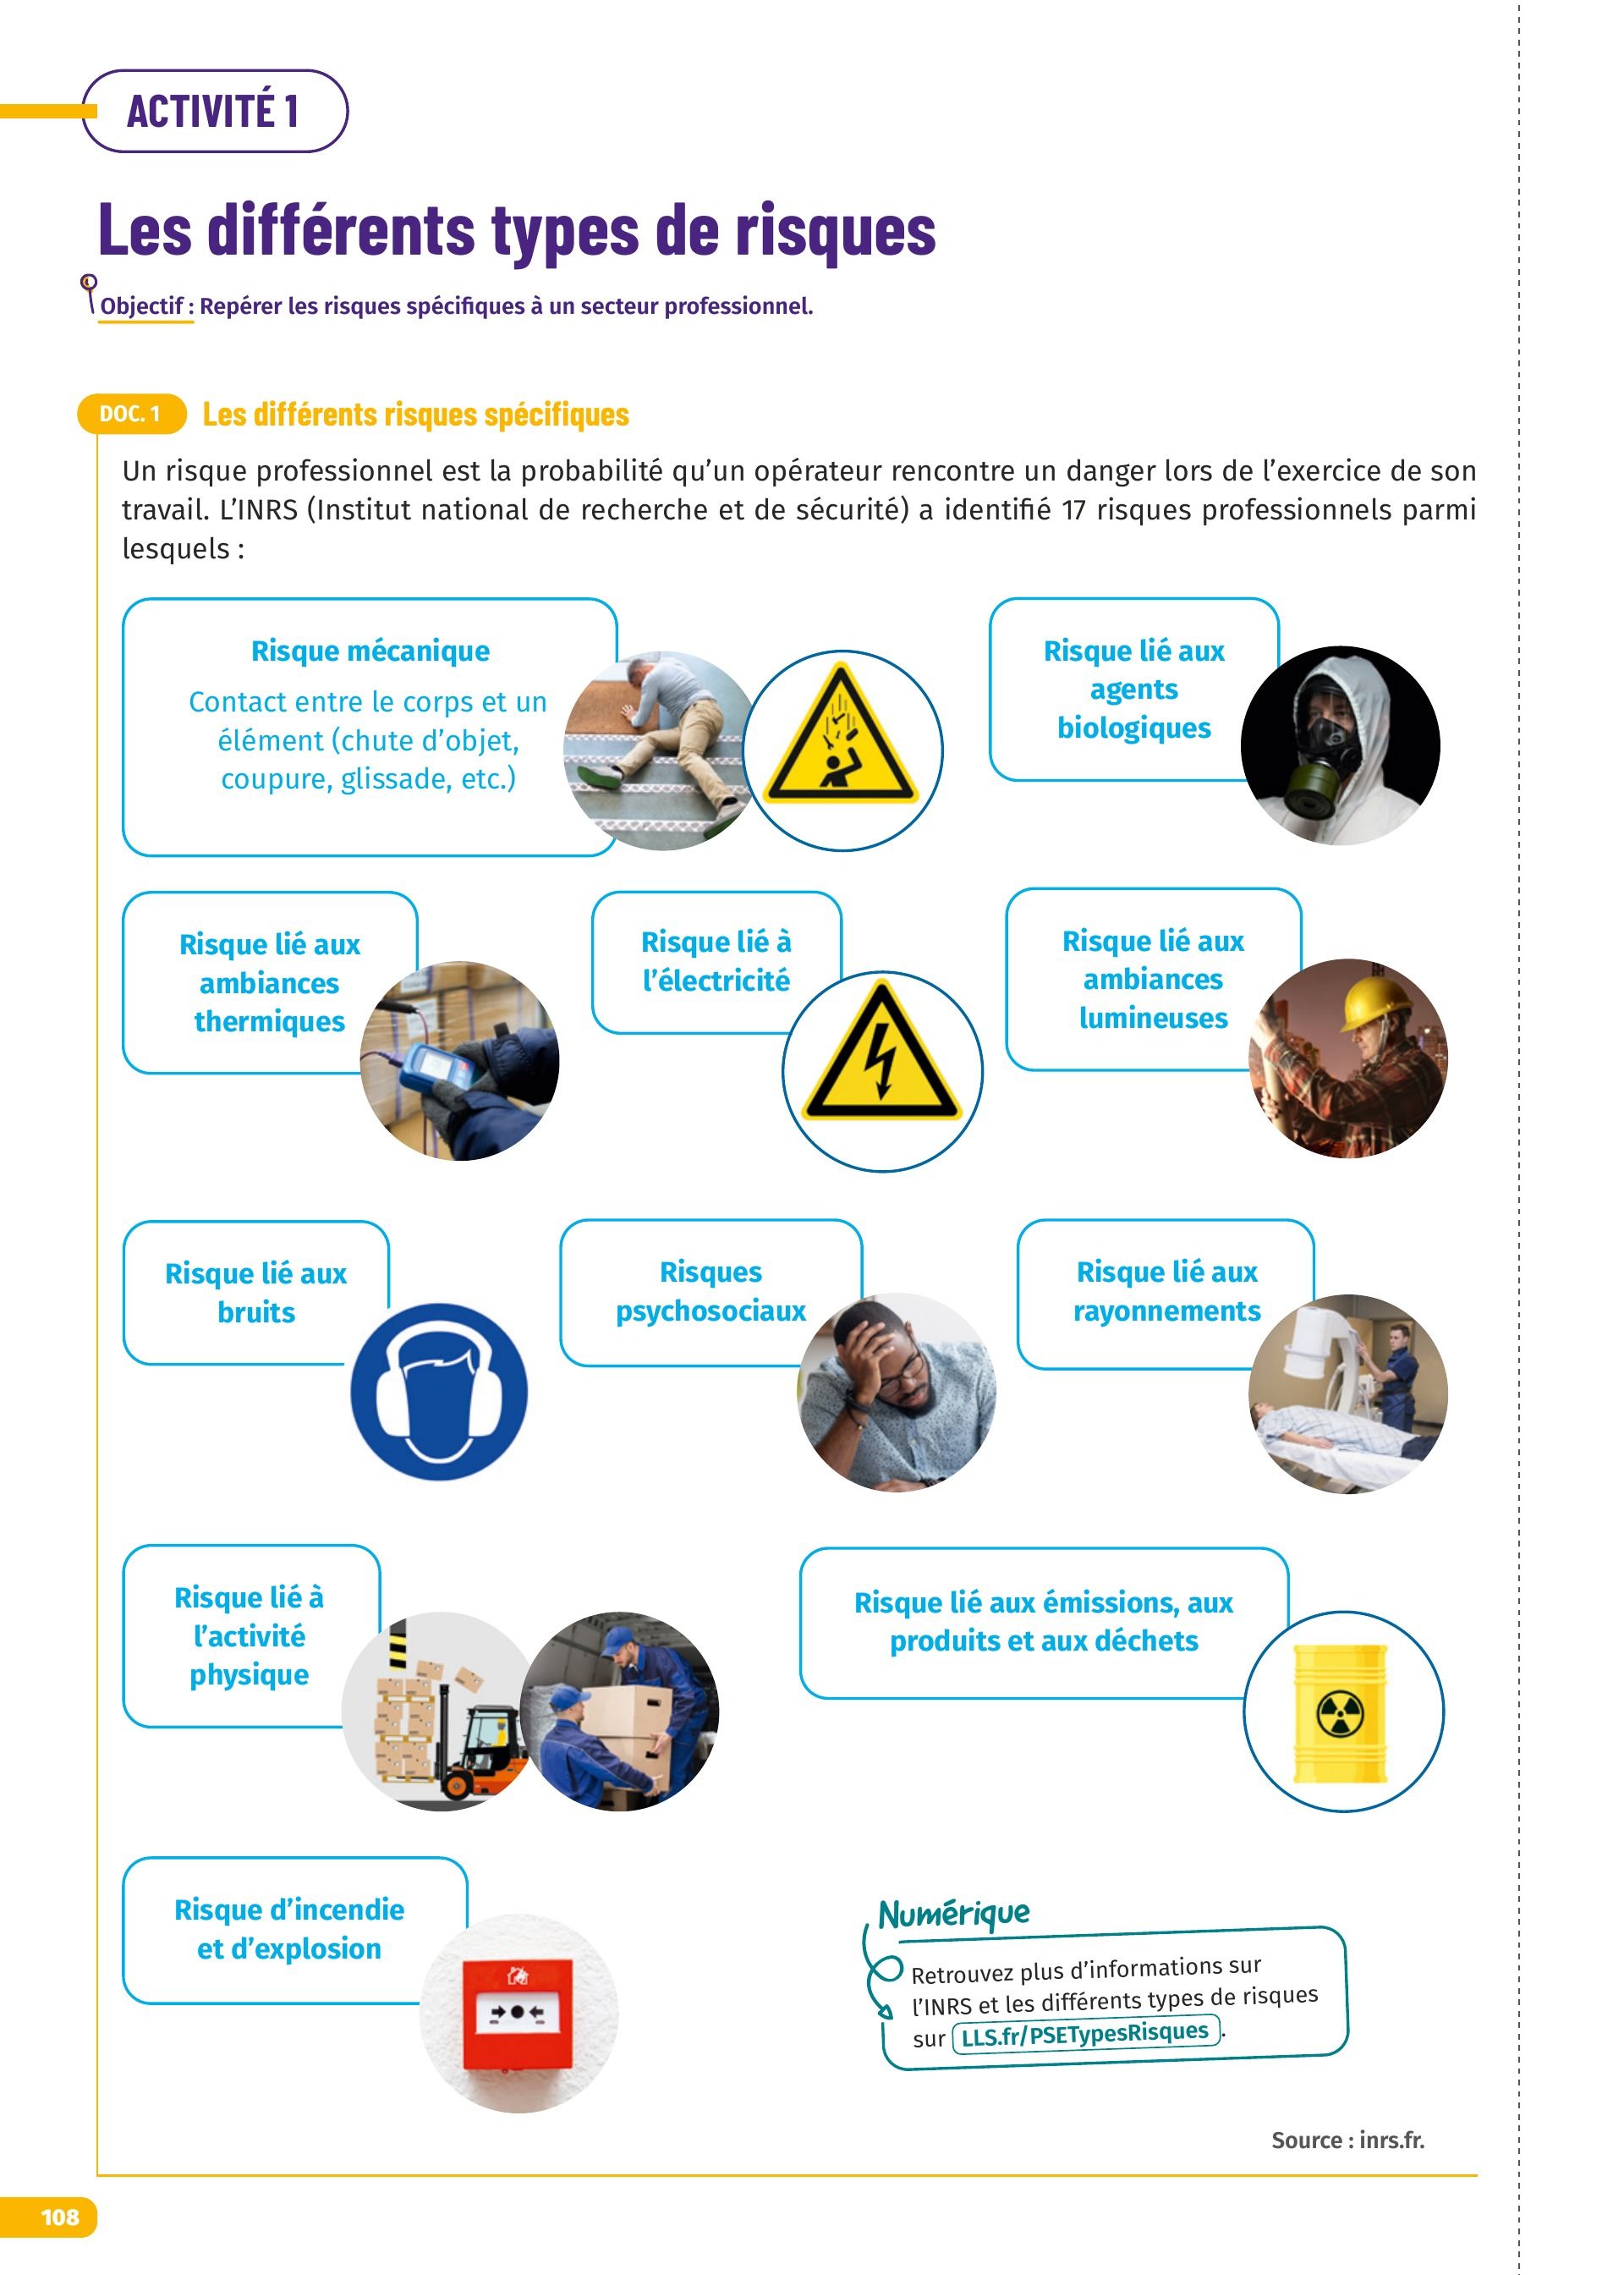 ACTIVITÉ 1
Les différents types de risques
Objectif : Repérer les risques spécifiques à un secteur professionnel.
DOC. 1 Les différents risques spécifiques
Un risque professionnel est la probabilité qu’un opérateur rencontre un danger lors de l’exercice de son
travail. L’INRS (Institut national de recherche et de sécurité) a identifié 17 risques professionnels parmi
lesquels :
Risque mécanique
Contact entre le corps et un
élément (chute d’objet,
coupure, glissade, etc.)
Risque lié aux
agents
biologiques
Risque lié aux
ambiances
thermiques
Risque lié à
l’électricité
Risque lié aux
ambiances
lumineuses
Risque lié aux
bruits
Risques
psychosociaux
Risque lié aux
rayonnements
Risque lié à
l’activité
physique
Risque lié aux émissions, aux
produits et aux déchets
Risque d’incendie
et d’explosion
Numérique
Retrouvez plus d’informations sur
l’INRS et les différents types de risques
sur LLS.fr/PSETypesRisques.
Source : inrs.fr.
108